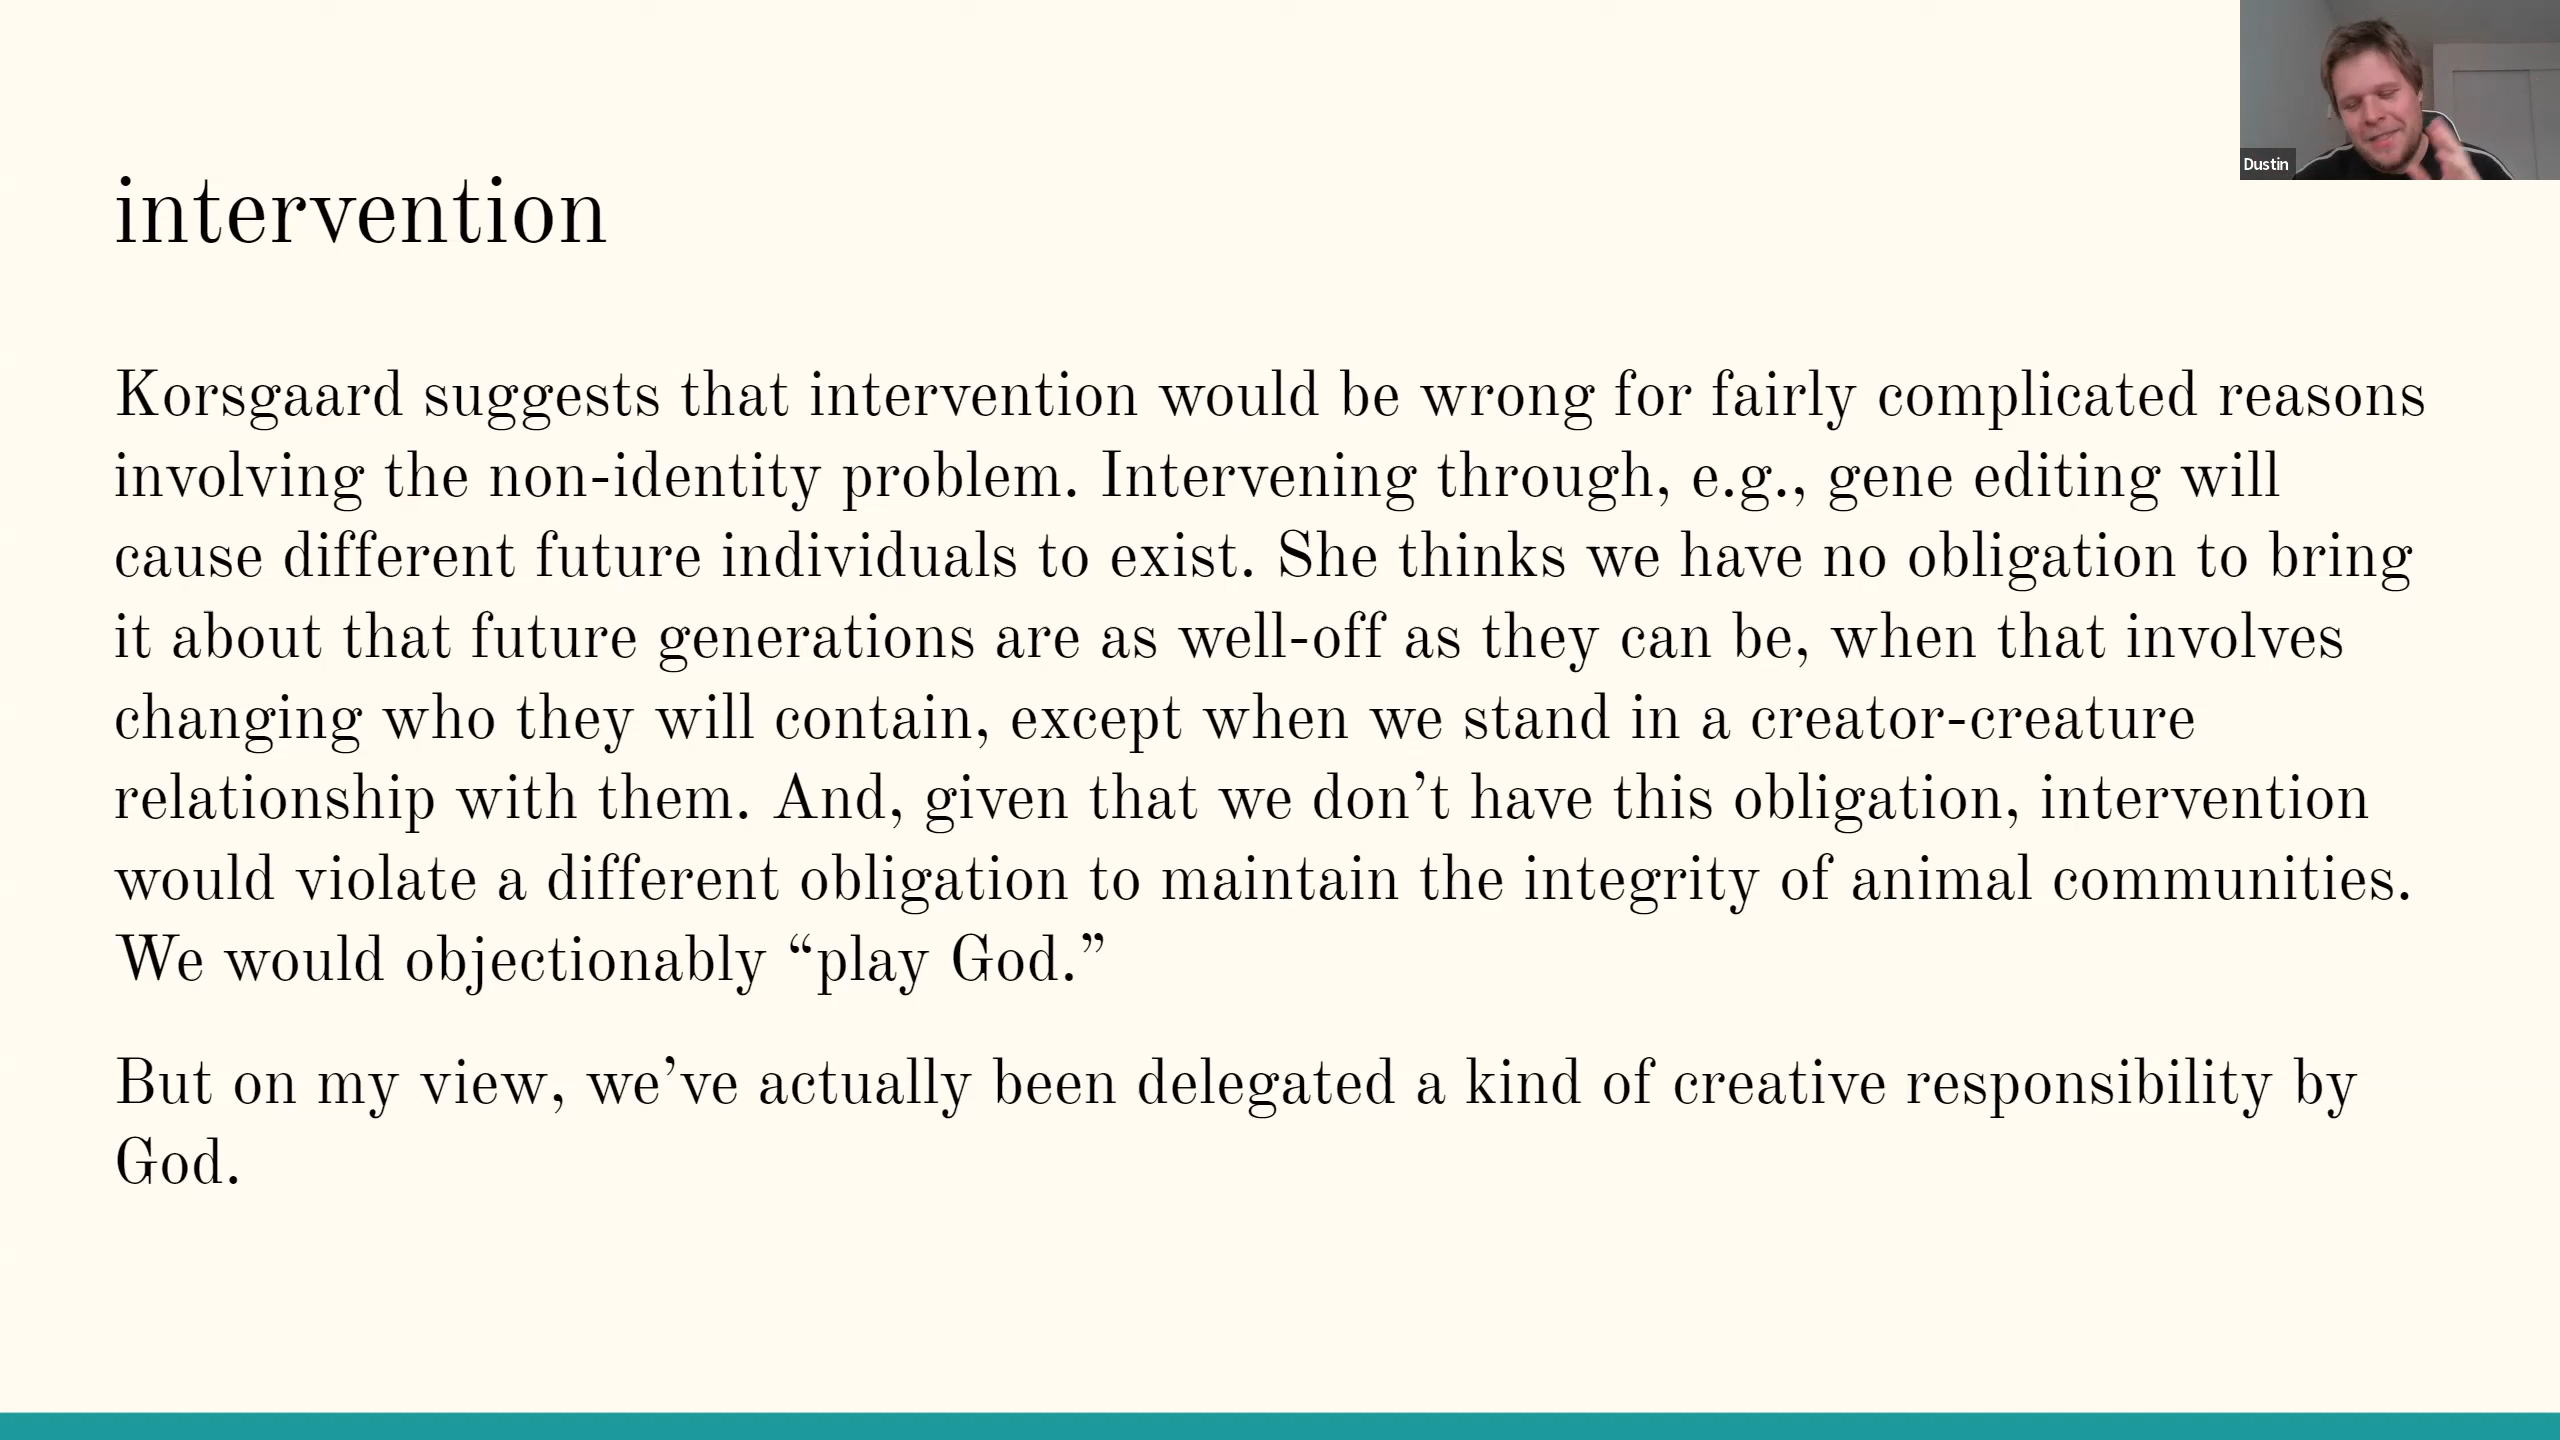 intervention
Korsgaard suggests that intervention would be wrong for fairly complicated reasons
involving the non-identity problem. Intervening through, e.g., gene editing will
cause different future individuals to exist. She thinks we have no obligation to bring
it about that future generations are as well-off as they can be, when that involves
changing who they will contain, except when we stand in a creator-creature
relationship with them. And, given that we don’t have this obligation, intervention
would violate a different obligation to maintain the integrity of animal communities.
We would objectionably “play God.”
But on my view, we’ve actually been delegated a kind of creative responsibility by
God.
Dustin